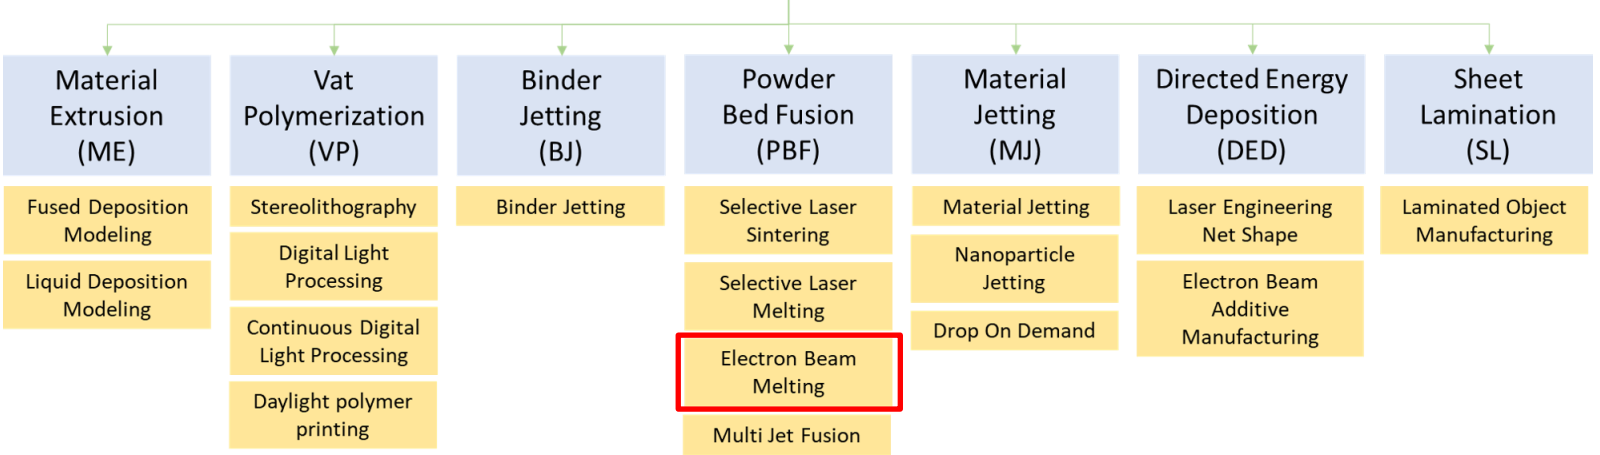 Material
Extrusion
(ME)
Fused Deposition
Modeling
Liquid Deposition
Modeling
Vat
Polymerization
(VP)
Stereolithography
Digital Light
Processing
Continuous Digital
Light Processing
Daylight polymer
printing
Binder
Jetting
(BJ)
Binder Jetting
Powder
Bed Fusion
(PBF)
Selective Laser
Sintering
Selective Laser
Melting
Electron Beam
Melting
Multi Jet Fusion
Material
Jetting
(MJ)
Material Jetting
Nanoparticle
Jetting
Drop On Demand
Directed Energy
Deposition
(DED)
Laser Engineering
Net Shape
Electron Beam
Additive
Manufacturing
Sheet
Lamination
(SL)
Laminated Object
Manufacturing